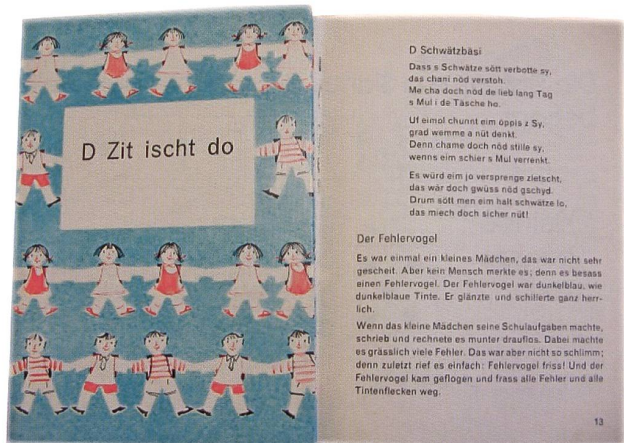 D Zit ischt do
D Schwätzbäsi
Dass s Schwätze sött verbotte sy,
das chani nöd verstoh.
Me cha doch nöd de lieb lang Tag
s Mul i de Täsche ho.
Uf eimol chunnt eim öppis z Sy,
grad wemme a nüt denkt.
Denn chame doch nöd stille sy,
wenns eim schier s Mul verrenkt.
Es würd eim jo versprenge zletscht,
das wär doch gwüss nöd gschyd.
Drum sött men eim halt schwätze lo,
das miech doch sicher nüt!
Der Fehlervogel
Es war einmal ein kleines Mädchen, das war nicht sehr
gescheit. Aber kein Mensch merkte es; denn es besass
einen Fehlervogel. Der Fehlervogel war dunkelblau, wie
dunkelblaue Tinte. Er glänzte und schillerte ganz herr-
lich.
Wenn das kleine Mädchen seine Schulaufgaben machte,
schrieb und rechnete es munter drauflos. Dabei machte
es grässlich viele Fehler. Das war aber nicht so schlimm;
denn zuletzt rief es einfach: Fehlervogel friss! Und der
Fehlervogel kam geflogen und frass alle Fehler und alle
Tintenflecken weg.
13